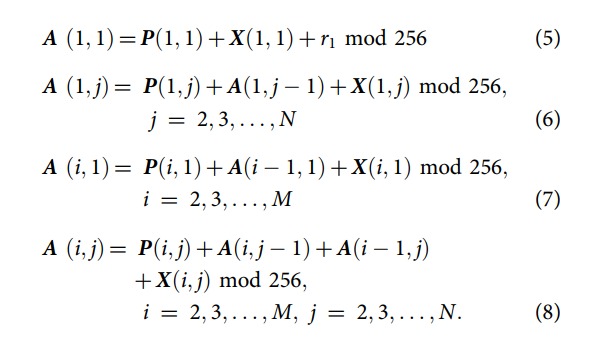 A (1, 1) = P(1, 1) + X(1, 1) + r₁ mod 256 (5)
A (1, j) = P(1, j) + A(1, j − 1) + X(1, j) mod 256,
j = 2, 3, . . . , N (6)
A (i, 1) = P(i, 1) + A(i − 1, 1) + X(i, 1) mod 256,
i = 2, 3, . . . , M (7)
A (i, j) = P(i, j) + A(i, j − 1) + A(i − 1, j)
+ X(i, j) mod 256,
i = 2, 3, . . . , M, j = 2, 3, . . . , N. (8)